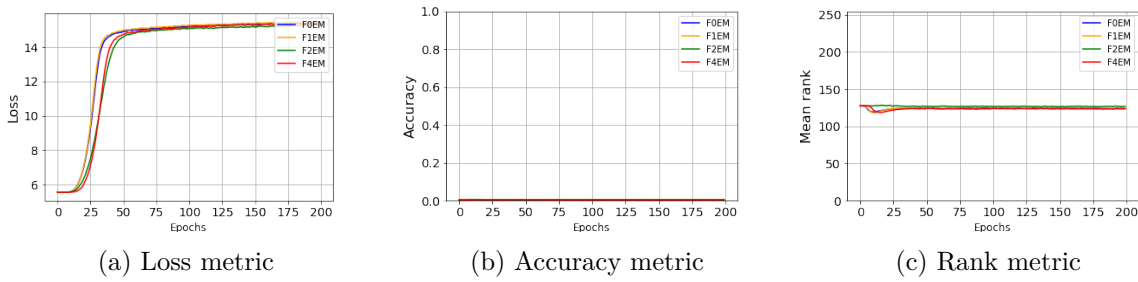 Loss
14
12
10
8
6
0 25 50 75 100 125 150 175 200
Epochs
F0EM
F1EM
F2EM
F4EM
(a) Loss metric
Accuracy
1.0
0.8
0.6
0.4
0.2
0.0
0 25 50 75 100 125 150 175 200
Epochs
F0EM
F1EM
F2EM
F4EM
(b) Accuracy metric
Mean rank
250
200
150
100
50
0
0 25 50 75 100 125 150 175 200
Epochs
F0EM
F1EM
F2EM
F4EM
(c) Rank metric